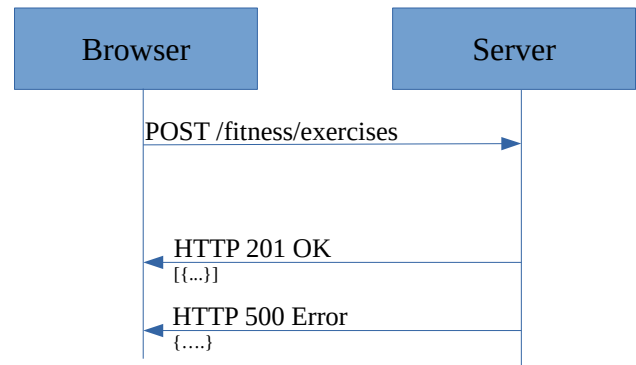 Browser
Server
POST /fitness/exercises
HTTP 201 OK
[{...}]
HTTP 500 Error
{....}